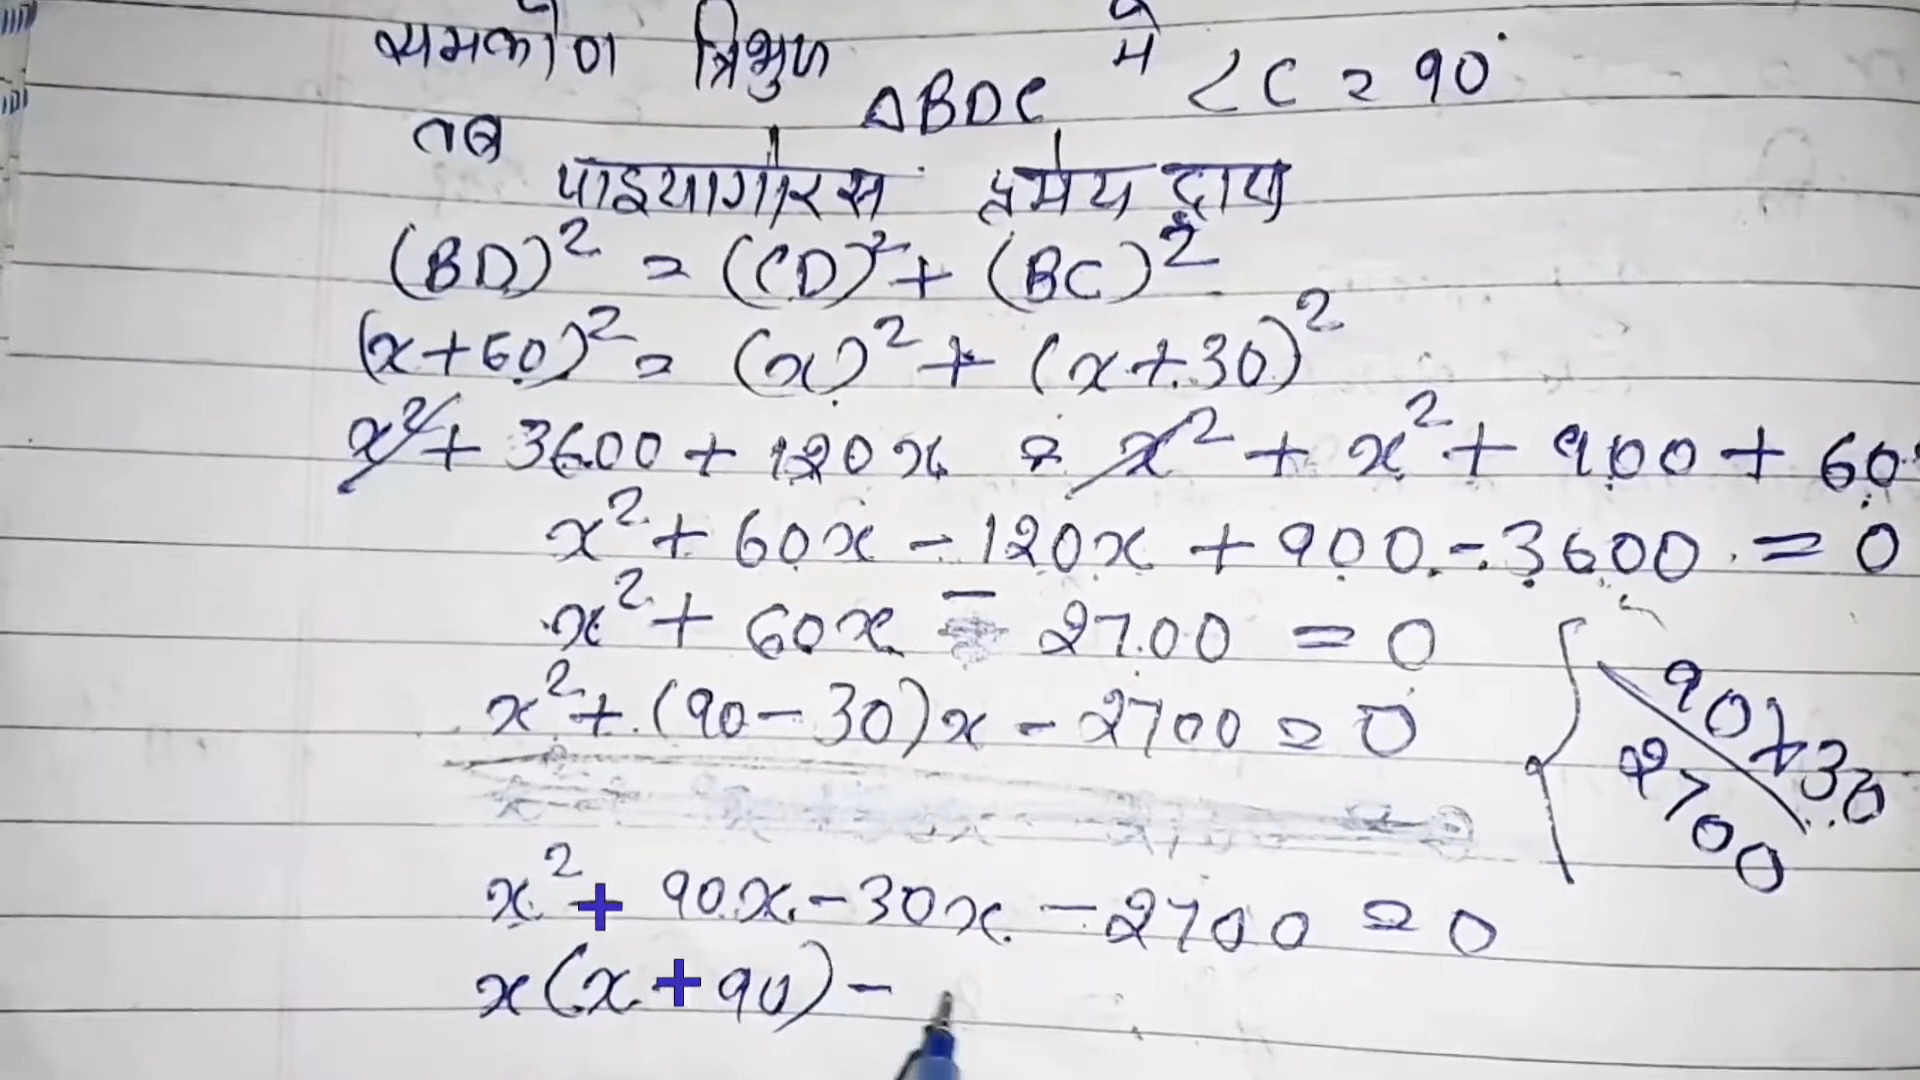 समकोण त्रिभुज ΔBDC मे ∠C = 90°
तब
पाइथागोरस प्रमेय द्वारा
(BD)² = (CD)² + (BC)²
(x+60)² = (x)² + (x+30)²
x² + 3600 + 120x = x² + x² + 900 + 60
x² + 60x - 120x + 900 - 3600 = 0
x² + 60x - 2700 = 0
x² + (90-30)x - 2700 = 0
90×30
2700
x² + 90x - 30x - 2700 = 0
x(x+90) -